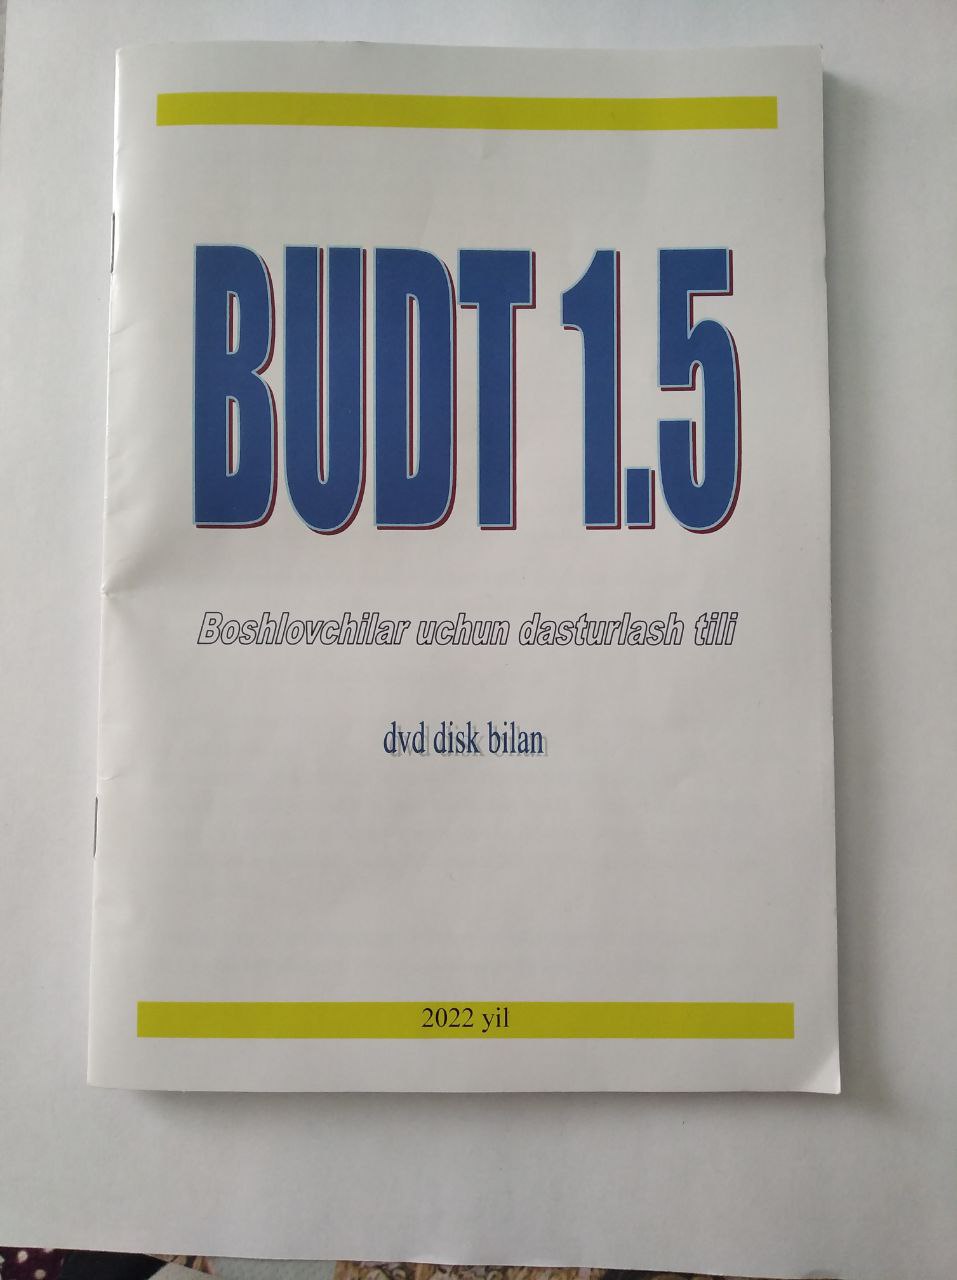 BUDT 1.5
Boshlovchilar uchun dasturlash tili
dvd disk bilan
2022 yil